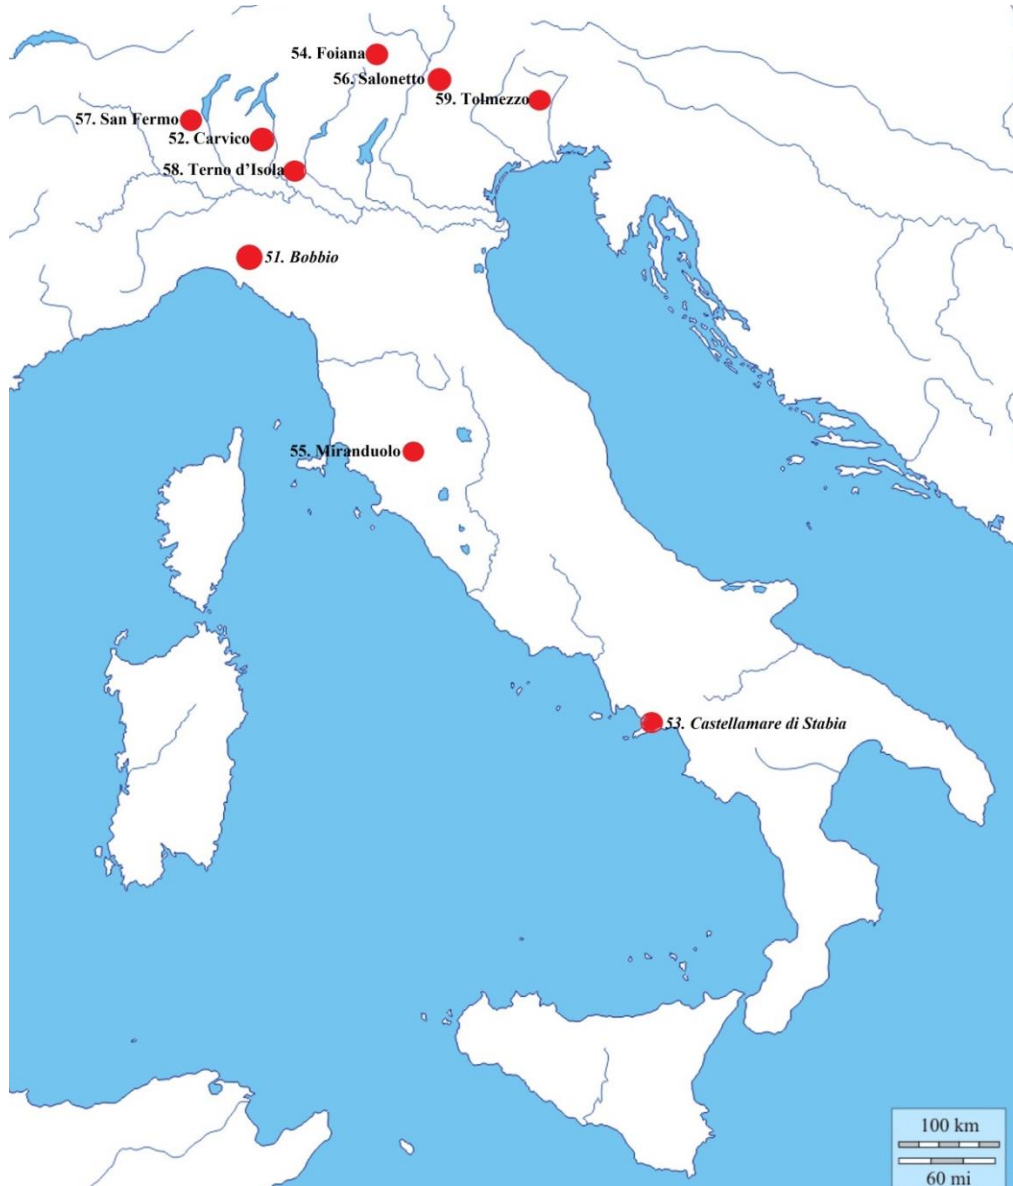 54. Foiana
56. Salonetto
59. Tolmezzo
57. San Fermo
52. Carvico
58. Terno d’Isola
51. Bobbio
55. Miranduolo
53. Castellamare di Stabia
100 km
60 mi